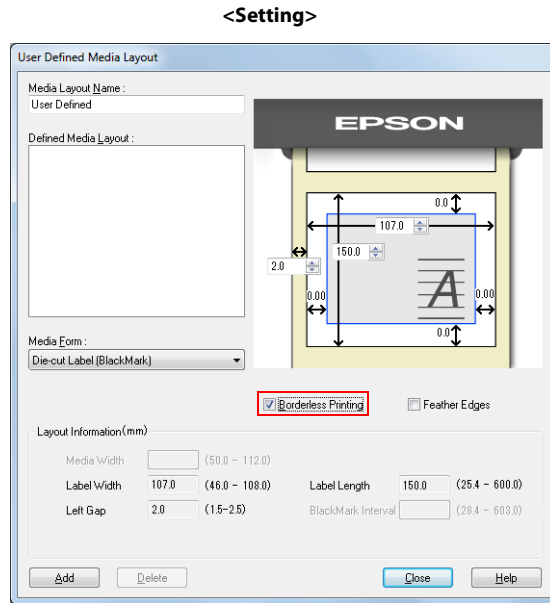 <Setting>
User Defined Media Layout
Media Layout Name :
User Defined
Defined Media Layout :
EPSON
0.0
107.0
150.0
2.0
0.00
A
0.00
0.0
Media Form :
Die-cut Label (BlackMark)
Borderless Printing
Feather Edges
Layout Information(mm)
Media Width (50.0 - 112.0)
Label Width 107.0 (46.0 - 108.0) Label Length 150.0 (25.4 - 600.0)
Left Gap 2.0 (1.5-2.5) BlackMark Interval (28.4 - 603.0)
Add Delete Close Help